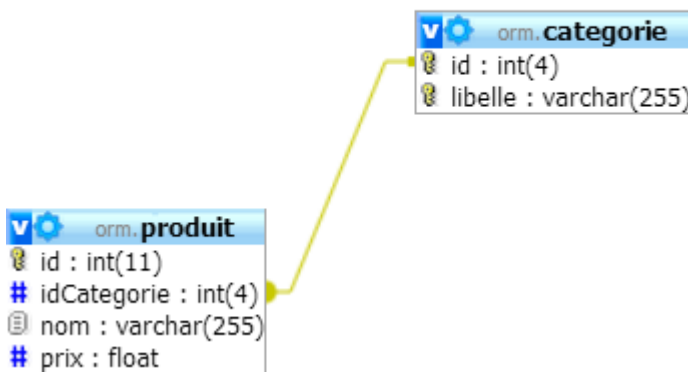 v orm.categorie
id : int(4)
libelle : varchar(255)
v orm.produit
id : int(11)
# idCategorie : int(4)
nom : varchar(255)
# prix : float